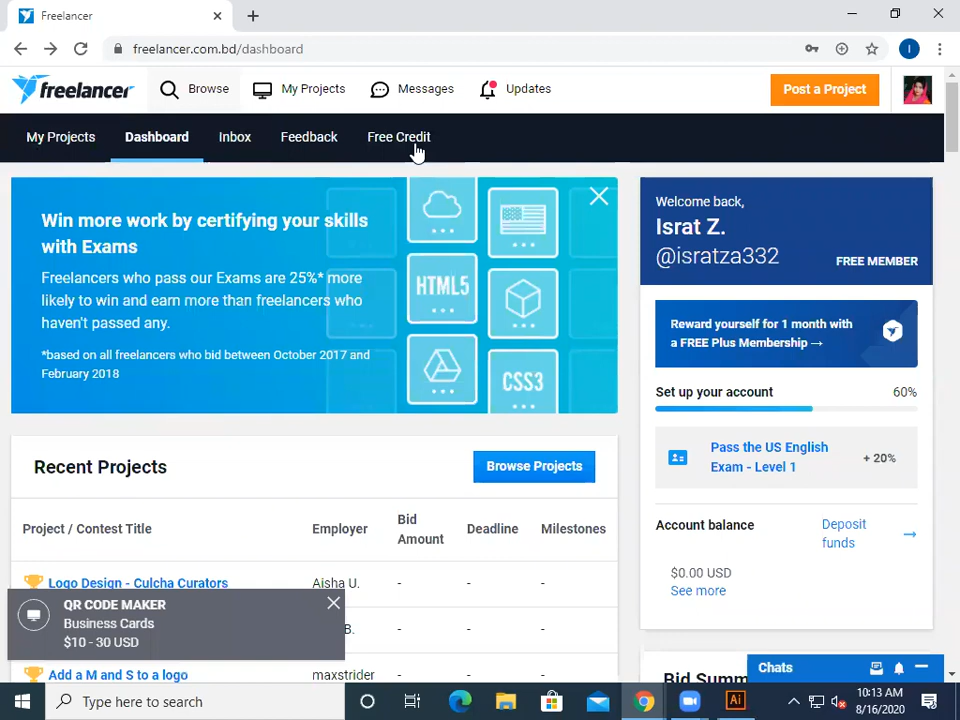 Freelancer
freelancer.com.bd/dashboard
I
freelancer
Browse
My Projects
Messages
Updates
Post a Project
My Projects
Dashboard
Inbox
Feedback
Free Credit
Win more work by certifying your skills
with Exams
Freelancers who pass our Exams are 25%* more
likely to win and earn more than freelancers who
haven't passed any.
*based on all freelancers who bid between October 2017 and
February 2018
HTML5
CSS3
Welcome back,
Israt Z.
@isratza332
FREE MEMBER
Reward yourself for 1 month with
a FREE Plus Membership →
Set up your account
60%
Pass the US English
Exam - Level 1
+ 20%
Account balance
Deposit
funds
$0.00 USD
See more
Recent Projects
Browse Projects
Project / Contest Title
Employer
Bid
Amount
Deadline
Milestones
Logo Design - Culcha Curators
Aisha U.
-
-
-
QR CODE MAKER
Business Cards
$10 - 30 USD
B.
-
-
-
Add a M and S to a logo
maxstrider
-
-
-
Bid Summ
Chats
Type here to search
Ai
10:13 AM
8/16/2020